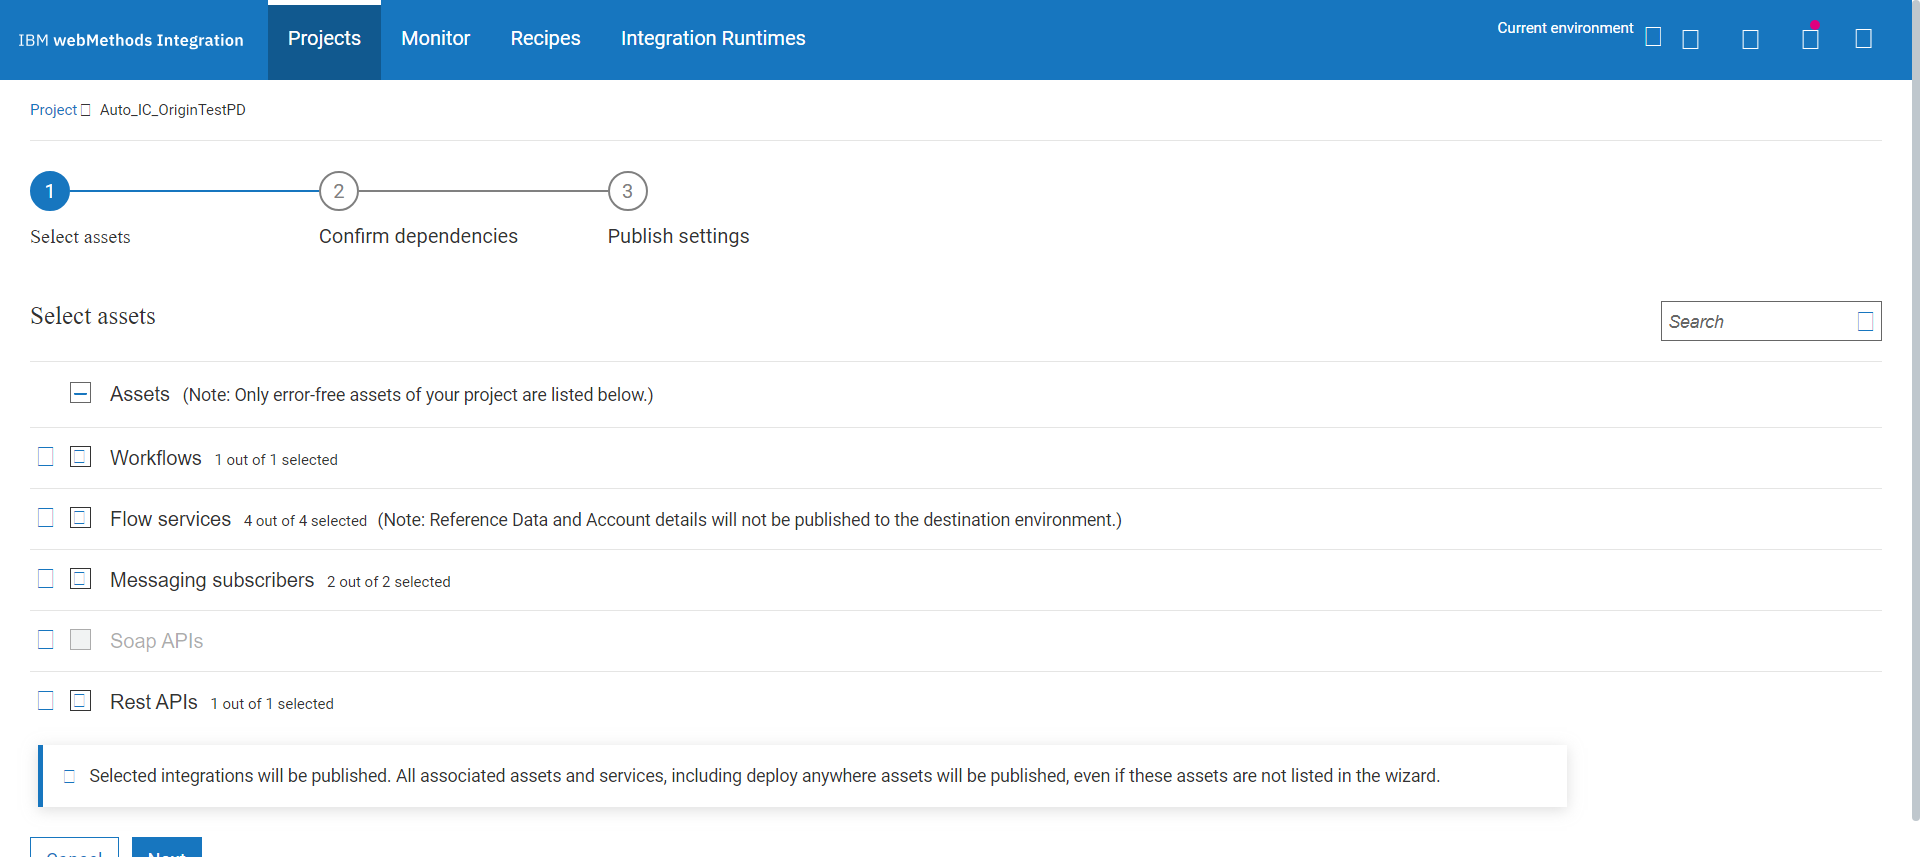 IBM webMethods Integration
Projects
Monitor
Recipes
Integration Runtimes
Current environment
Project Auto_IC_OriginTestPD
1
2
3
Select assets
Confirm dependencies
Publish settings
Select assets
Search
Assets (Note: Only error-free assets of your project are listed below.)
Workflows 1 out of 1 selected
Flow services 4 out of 4 selected (Note: Reference Data and Account details will not be published to the destination environment.)
Messaging subscribers 2 out of 2 selected
Soap APIs
Rest APIs 1 out of 1 selected
Selected integrations will be published. All associated assets and services, including deploy anywhere assets will be published, even if these assets are not listed in the wizard.
Cancel
Next